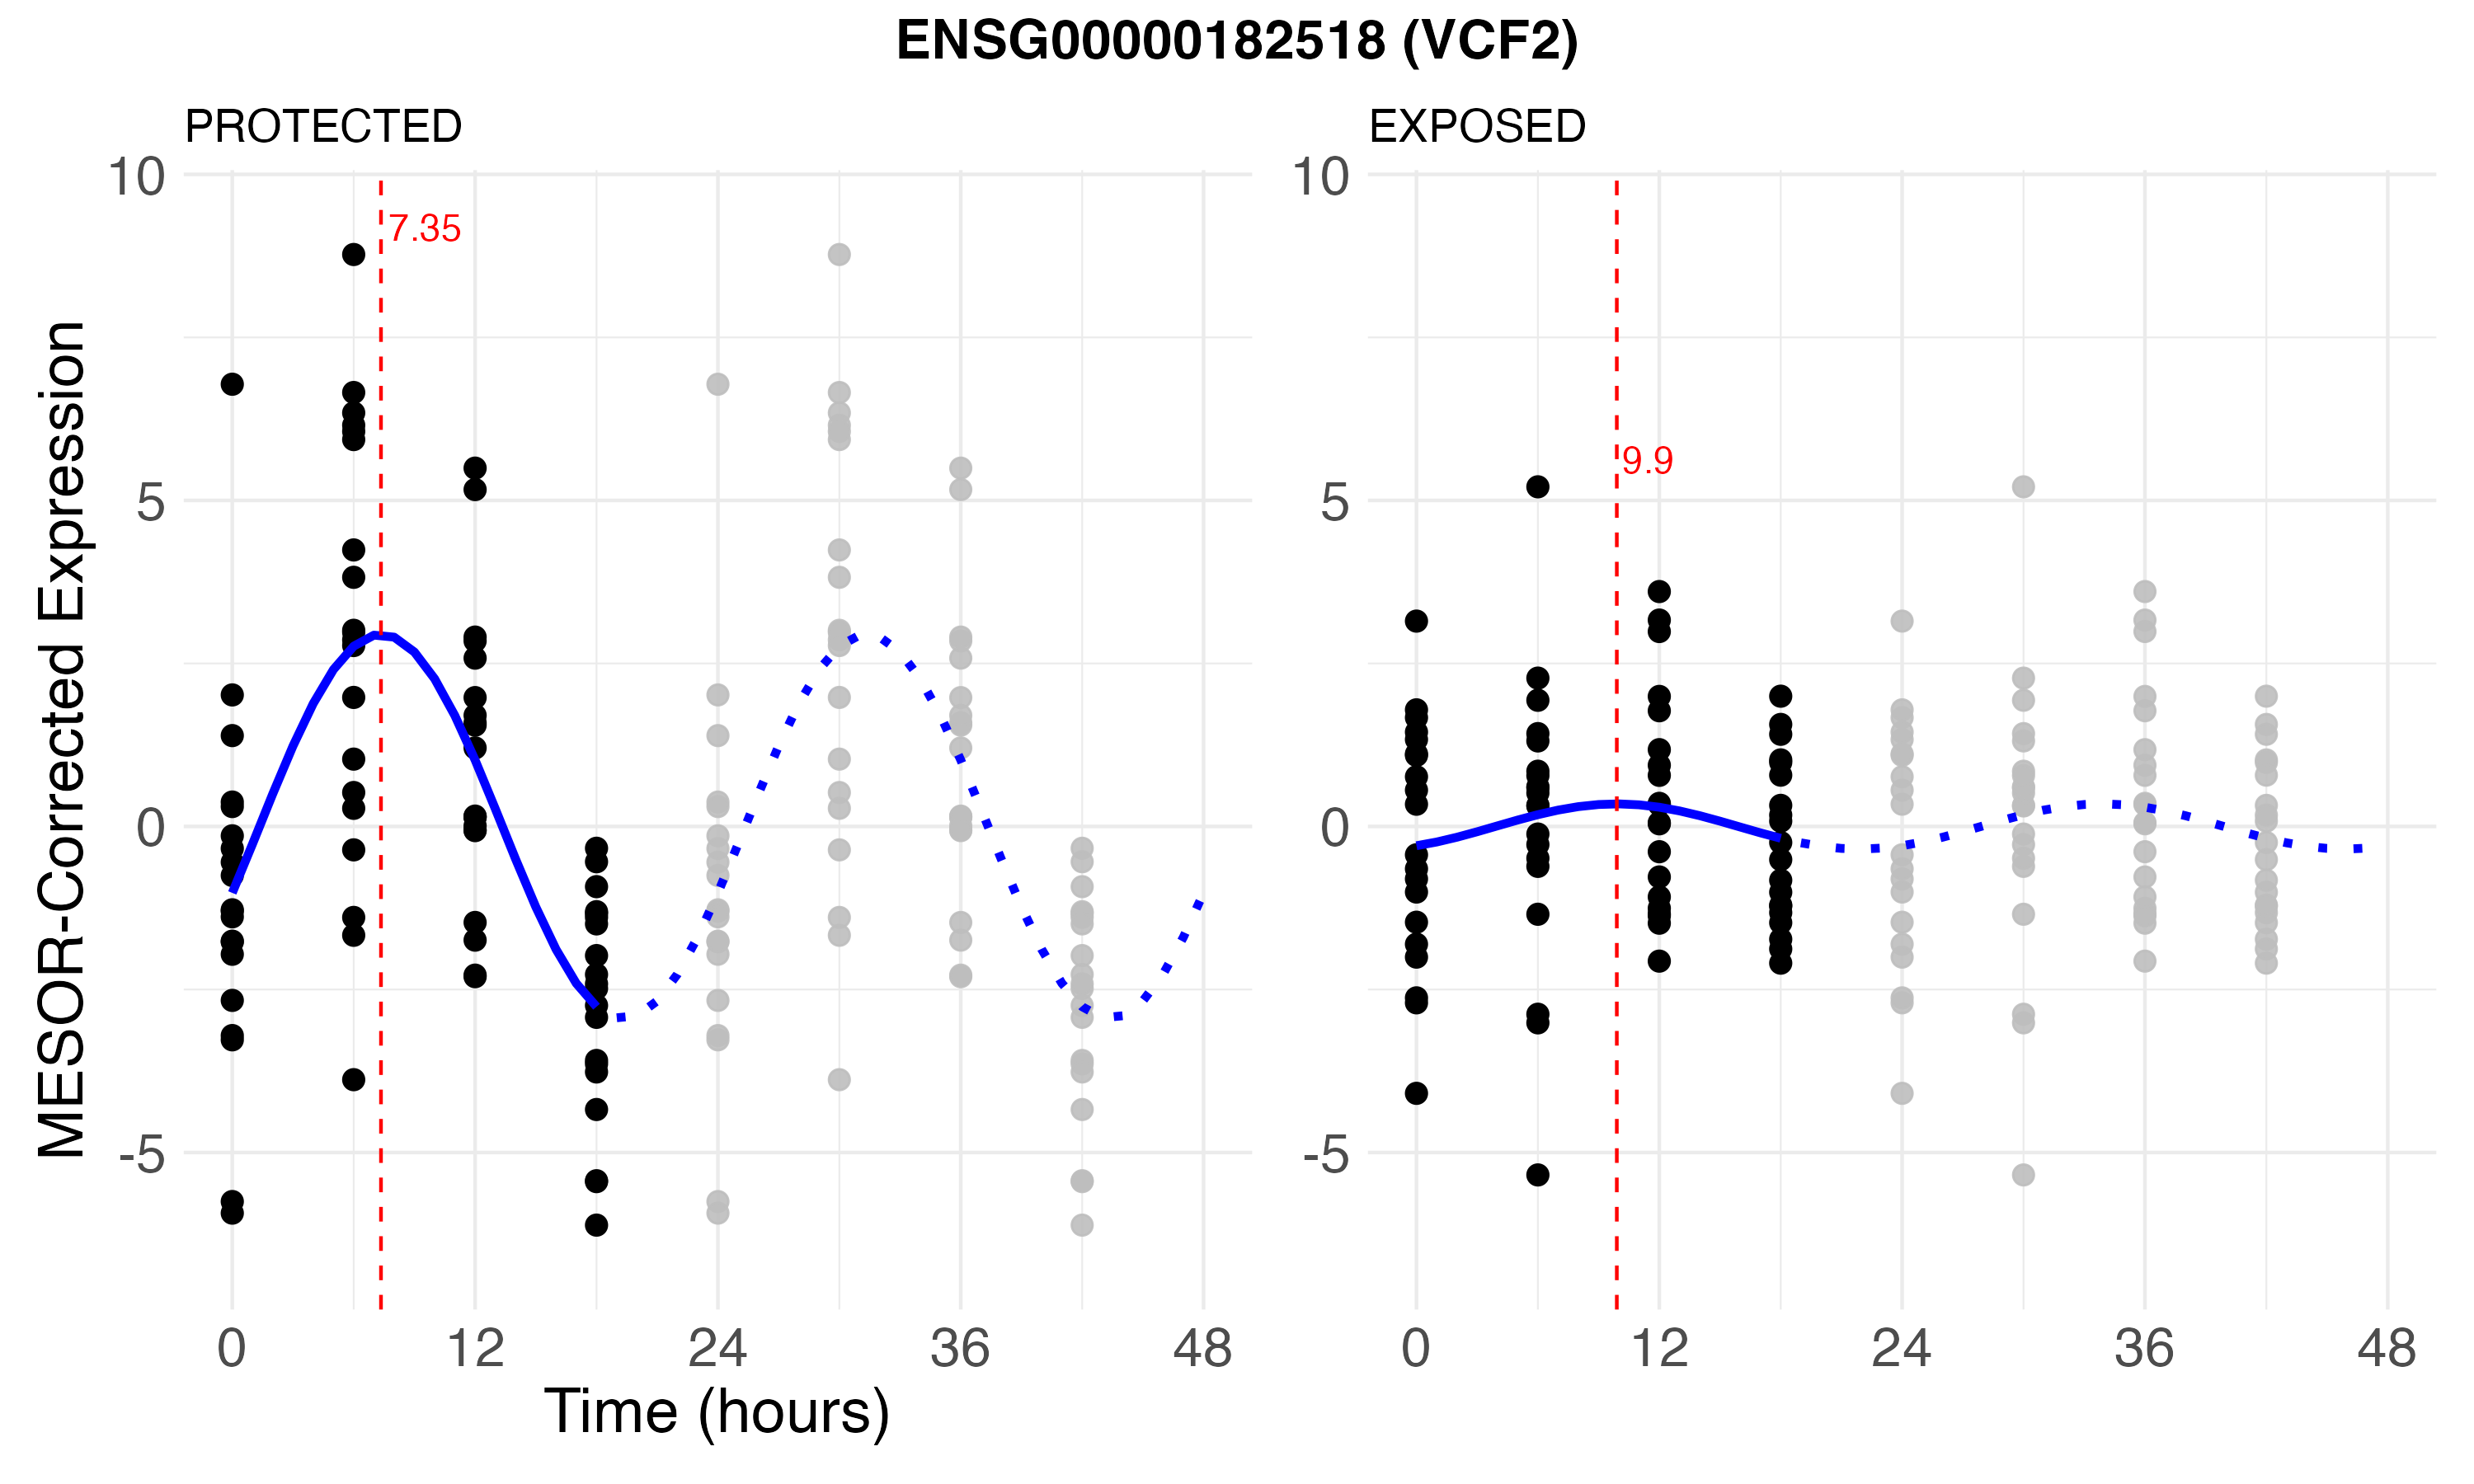 ENSG00000182518 (VCF2)
PROTECTED
EXPOSED
MESOR-Corrected Expression
10
5
0
-5
7.35
0 12 24 36 48
10
5
0
-5
9.9
0 12 24 36 48
Time (hours)